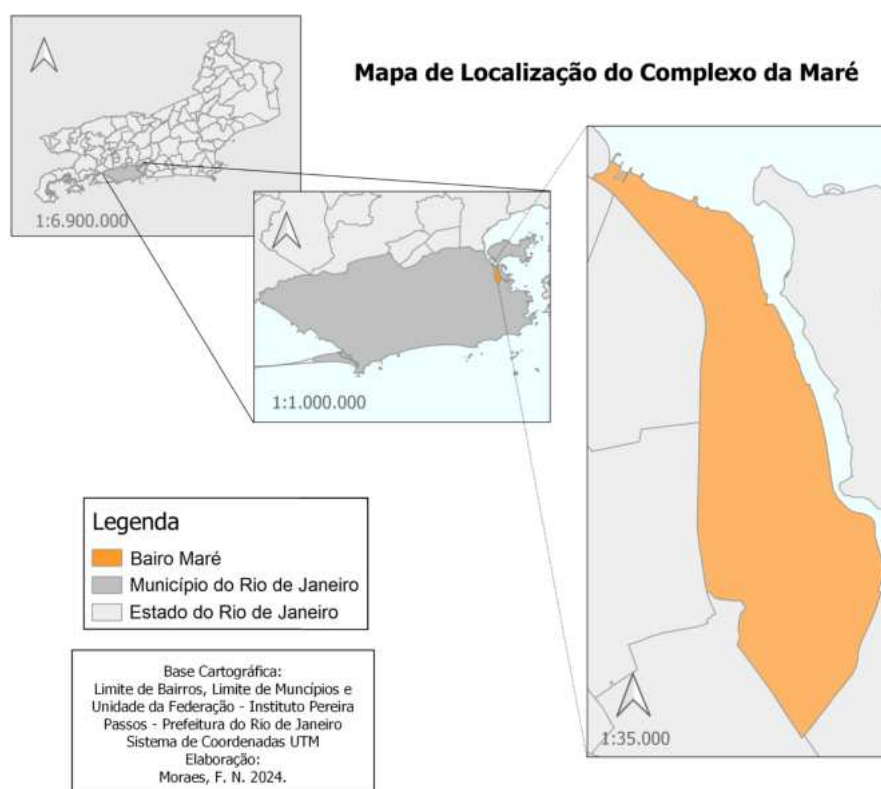 Mapa de Localização do Complexo da Maré
1:6.900.000
1:1.000.000
1:35.000
Legenda
Bairo Maré
Município do Rio de Janeiro
Estado do Rio de Janeiro
Base Cartográfica:
Limite de Bairros, Limite de Muncípios e
Unidade da Federação - Instituto Pereira
Passos - Prefeitura do Rio de Janeiro
Sistema de Coordenadas UTM
Elaboração:
Moraes, F. N. 2024.